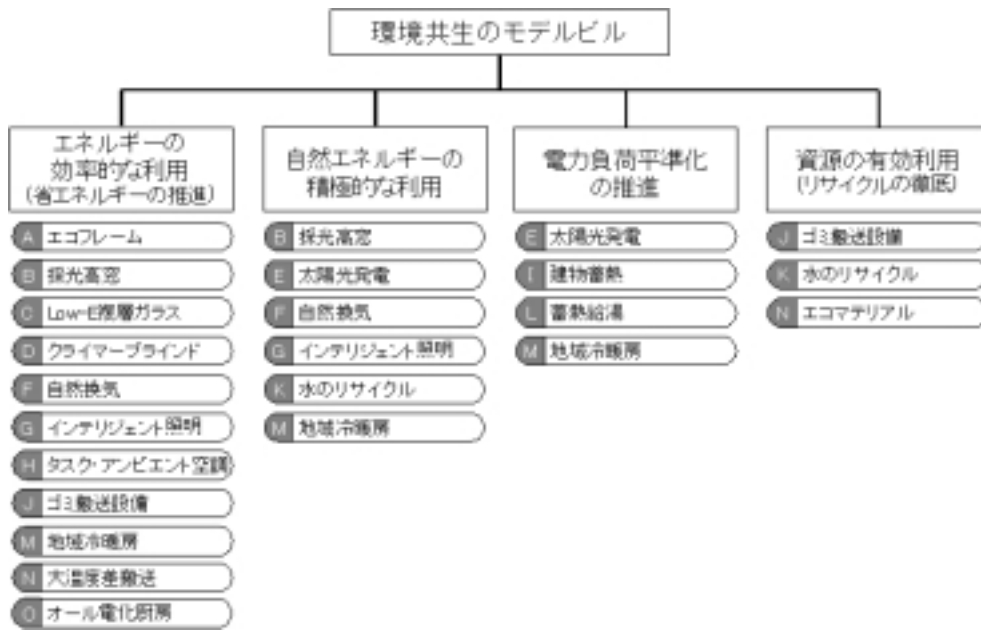 環境共生のモデルビル
エネルギーの
効率的な利用
(省エネルギーの推進)
A エコフレーム
B 採光高窓
C Low-E複層ガラス
D クライマーブラインド
F 自然換気
G インテリジェント照明
H タスク・アンビエント空調
J ゴミ搬送設備
M 地域冷暖房
N 大温度差搬送
O オール電化厨房
自然エネルギーの
積極的な利用
B 採光高窓
E 太陽光発電
F 自然換気
G インテリジェント照明
K 水のリサイクル
M 地域冷暖房
電力負荷平準化
の推進
E 太陽光発電
I 建物蓄熱
L 蓄熱給湯
M 地域冷暖房
資源の有効利用
(リサイクルの徹底)
J ゴミ搬送設備
K 水のリサイクル
N エコマテリアル